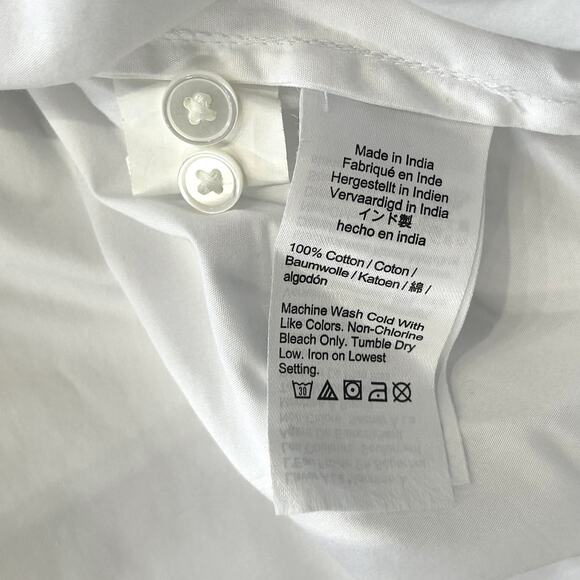 Made in India
Fabriqué en Inde
Hergestellt in Indien
Vervaardigd in India
インド製
hecho en india
100% Cotton / Coton /
Baumwolle / Katoen / 綿 /
algodón
Machine Wash Cold With
Like Colors. Non-Chlorine
Bleach Only. Tumble Dry
Low. Iron on Lowest
Setting.
30